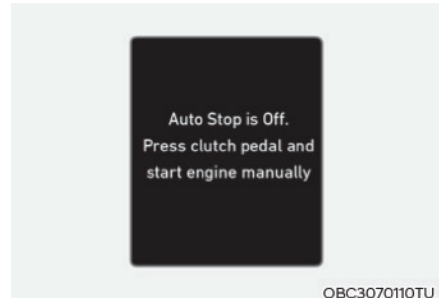 Auto Stop is Off.
Press clutch pedal and
start engine manually
OBC3070110TU